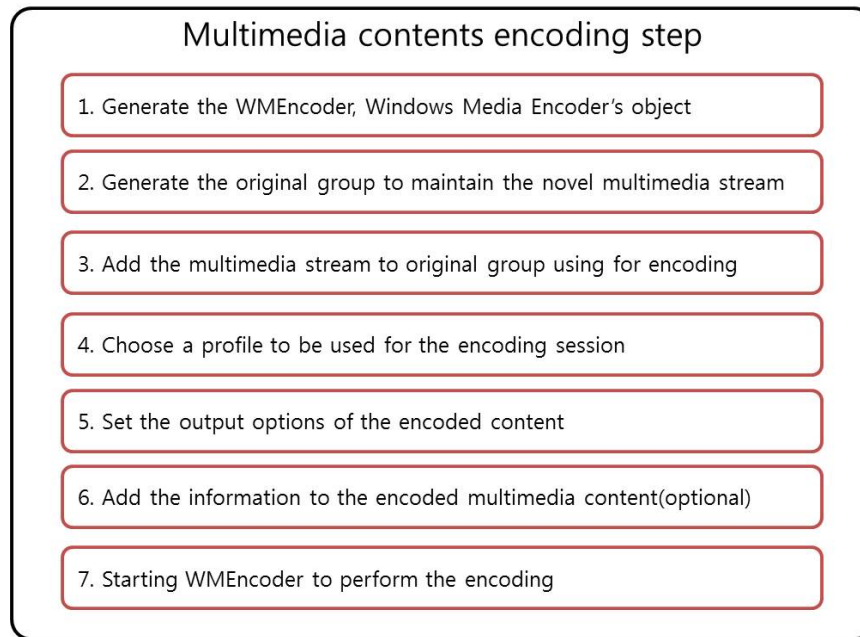 Multimedia contents encoding step
1. Generate the WMEncoder, Windows Media Encoder's object
2. Generate the original group to maintain the novel multimedia stream
3. Add the multimedia stream to original group using for encoding
4. Choose a profile to be used for the encoding session
5. Set the output options of the encoded content
6. Add the information to the encoded multimedia content(optional)
7. Starting WMEncoder to perform the encoding